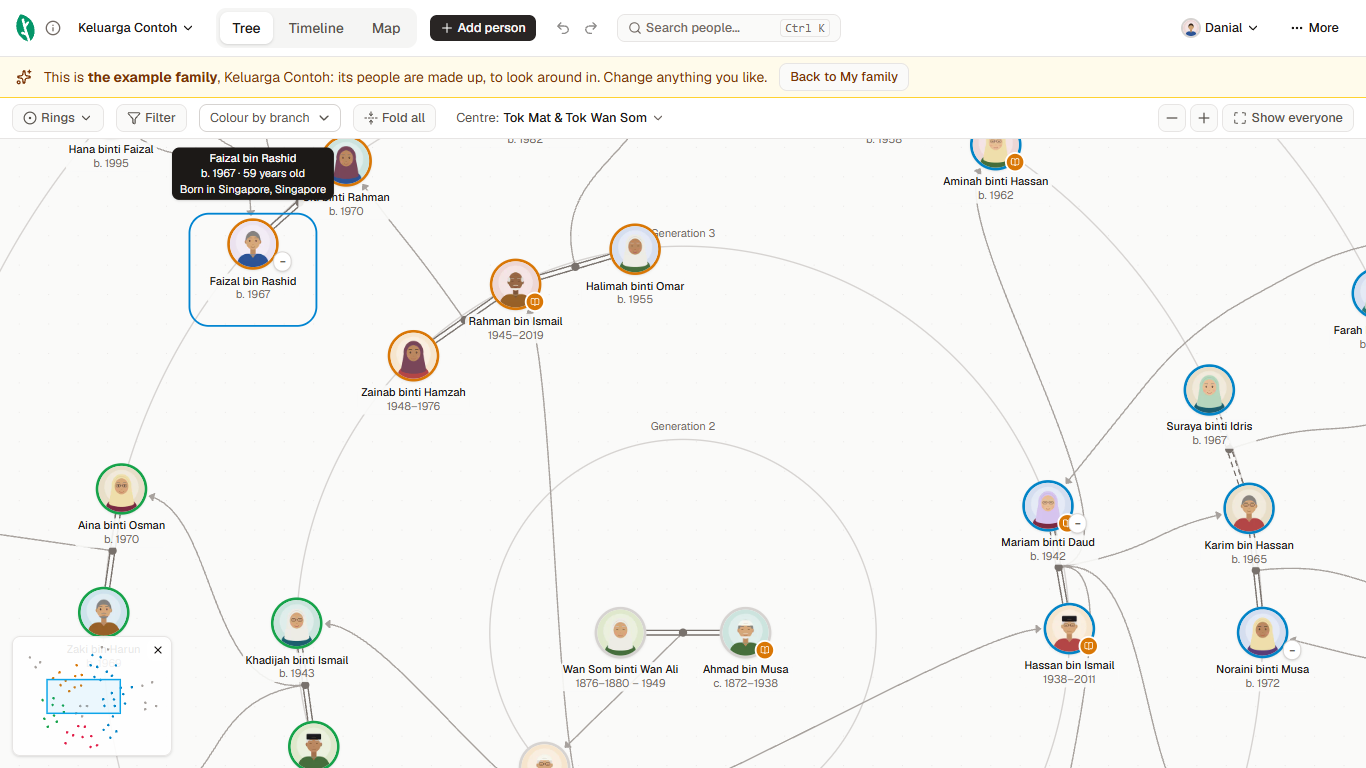 Keluarga Contoh
Tree
Timeline
Map
+ Add person
Search people...
Ctrl K
Danial
More
This is the example family, Keluarga Contoh: its people are made up, to look around in. Change anything you like.
Back to My family
Rings
Filter
Colour by branch
Fold all
Centre: Tok Mat & Tok Wan Som
Show everyone
Hana binti Faizal
b. 1995
Faizal bin Rashid
b. 1967 · 59 years old
Born in Singapore, Singapore
binti Rahman
b. 1970
b. 1982
b. 1958
Aminah binti Hassan
b. 1962
Faizal bin Rashid
b. 1967
Generation 3
Halimah binti Omar
b. 1955
Rahman bin Ismail
1945–2019
Zainab binti Hamzah
1948–1976
Farah
b.
Suraya binti Idris
b. 1967
Generation 2
Aina binti Osman
b. 1970
Mariam binti Daud
b. 1942
Karim bin Hassan
b. 1965
Zaki bin Harun
Khadijah binti Ismail
b. 1943
Wan Som binti Wan Ali
1876–1880 – 1949
Ahmad bin Musa
c. 1872–1938
Hassan bin Ismail
1938–2011
Noraini binti Musa
b. 1972